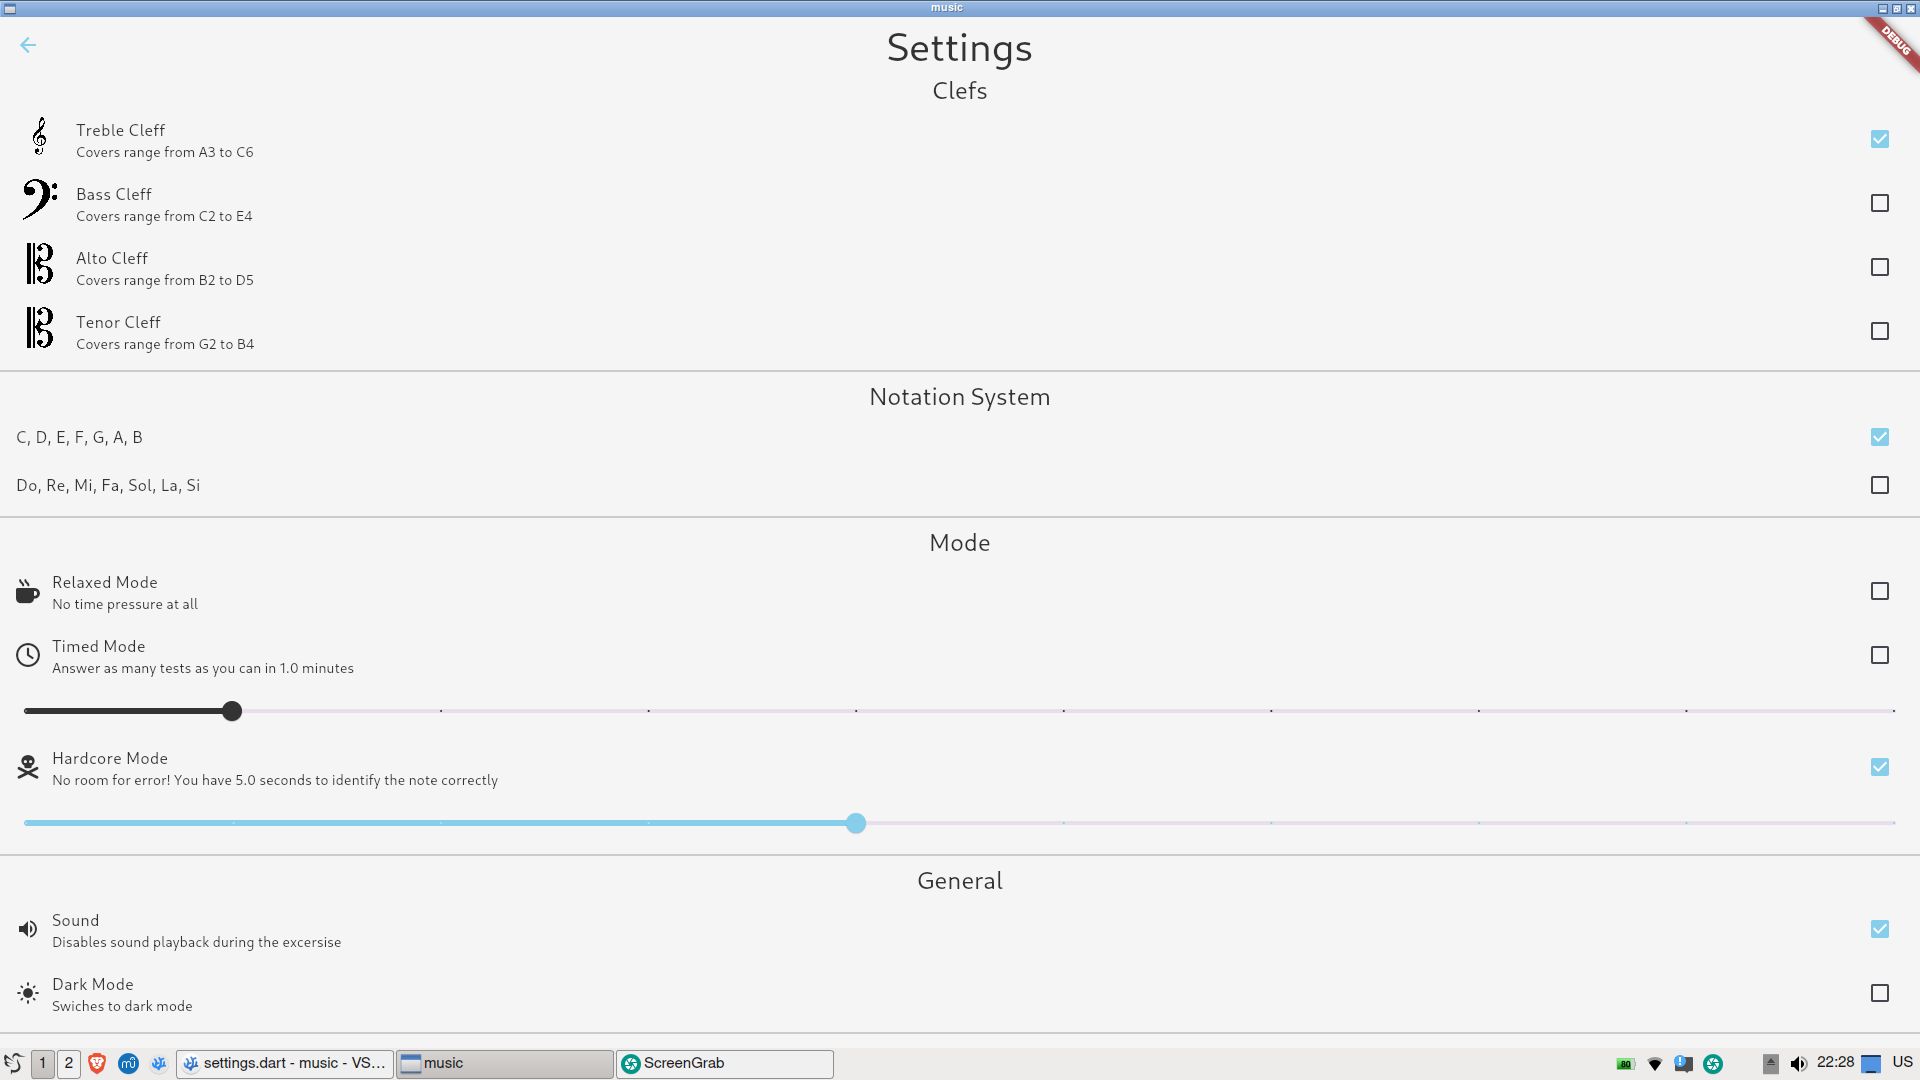 music
DEBUG
Settings
Clefs
Treble Cleff
Covers range from A3 to C6
Bass Cleff
Covers range from C2 to E4
Alto Cleff
Covers range from B2 to D5
Tenor Cleff
Covers range from G2 to B4
Notation System
C, D, E, F, G, A, B
Do, Re, Mi, Fa, Sol, La, Si
Mode
Relaxed Mode
No time pressure at all
Timed Mode
Answer as many tests as you can in 1.0 minutes
Hardcore Mode
No room for error! You have 5.0 seconds to identify the note correctly
General
Sound
Disables sound playback during the excersise
Dark Mode
Swiches to dark mode
1 2 mū settings.dart - music - VS... music ScreenGrab 80 22:28 US